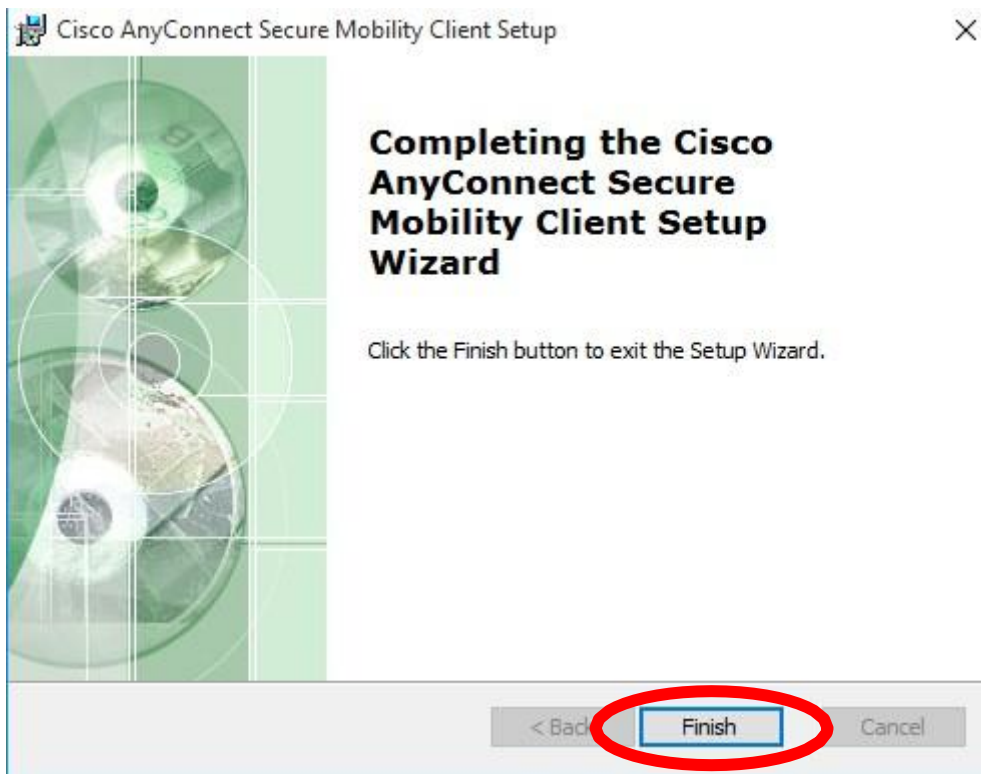 Cisco AnyConnect Secure Mobility Client Setup
Completing the Cisco
AnyConnect Secure
Mobility Client Setup
Wizard
Click the Finish button to exit the Setup Wizard.
< Back Finish Cancel